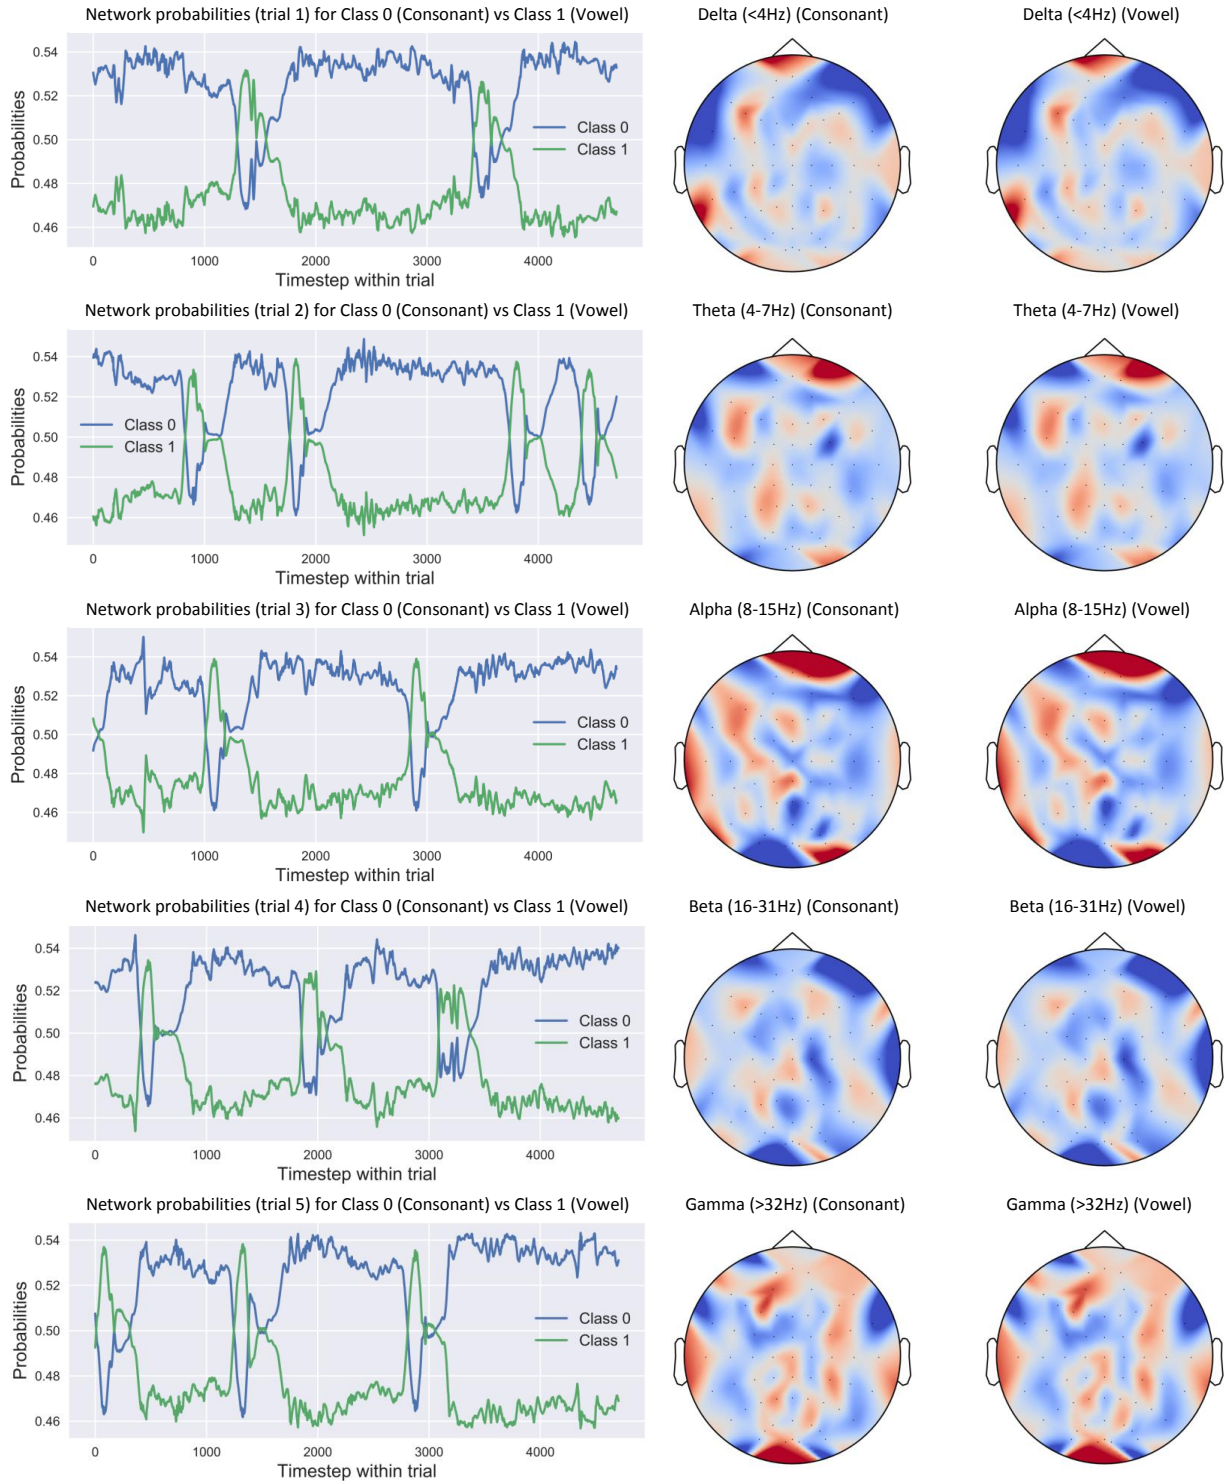 Network probabilities (trial 1) for Class 0 (Consonant) vs Class 1 (Vowel)
Delta (<4Hz) (Consonant)
Delta (<4Hz) (Vowel)
0.54
0.52
0.50
0.48
0.46
Probabilities
Class 0
Class 1
0 1000 2000 3000 4000
Timestep within trial
Network probabilities (trial 2) for Class 0 (Consonant) vs Class 1 (Vowel)
Theta (4-7Hz) (Consonant)
Theta (4-7Hz) (Vowel)
0.54
0.52
0.50
0.48
0.46
Probabilities
Class 0
Class 1
0 1000 2000 3000 4000
Timestep within trial
Network probabilities (trial 3) for Class 0 (Consonant) vs Class 1 (Vowel)
Alpha (8-15Hz) (Consonant)
Alpha (8-15Hz) (Vowel)
0.54
0.52
0.50
0.48
0.46
Probabilities
Class 0
Class 1
0 1000 2000 3000 4000
Timestep within trial
Network probabilities (trial 4) for Class 0 (Consonant) vs Class 1 (Vowel)
Beta (16-31Hz) (Consonant)
Beta (16-31Hz) (Vowel)
0.54
0.52
0.50
0.48
0.46
Probabilities
Class 0
Class 1
0 1000 2000 3000 4000
Timestep within trial
Network probabilities (trial 5) for Class 0 (Consonant) vs Class 1 (Vowel)
Gamma (>32Hz) (Consonant)
Gamma (>32Hz) (Vowel)
0.54
0.52
0.50
0.48
0.46
Probabilities
Class 0
Class 1
0 1000 2000 3000 4000
Timestep within trial